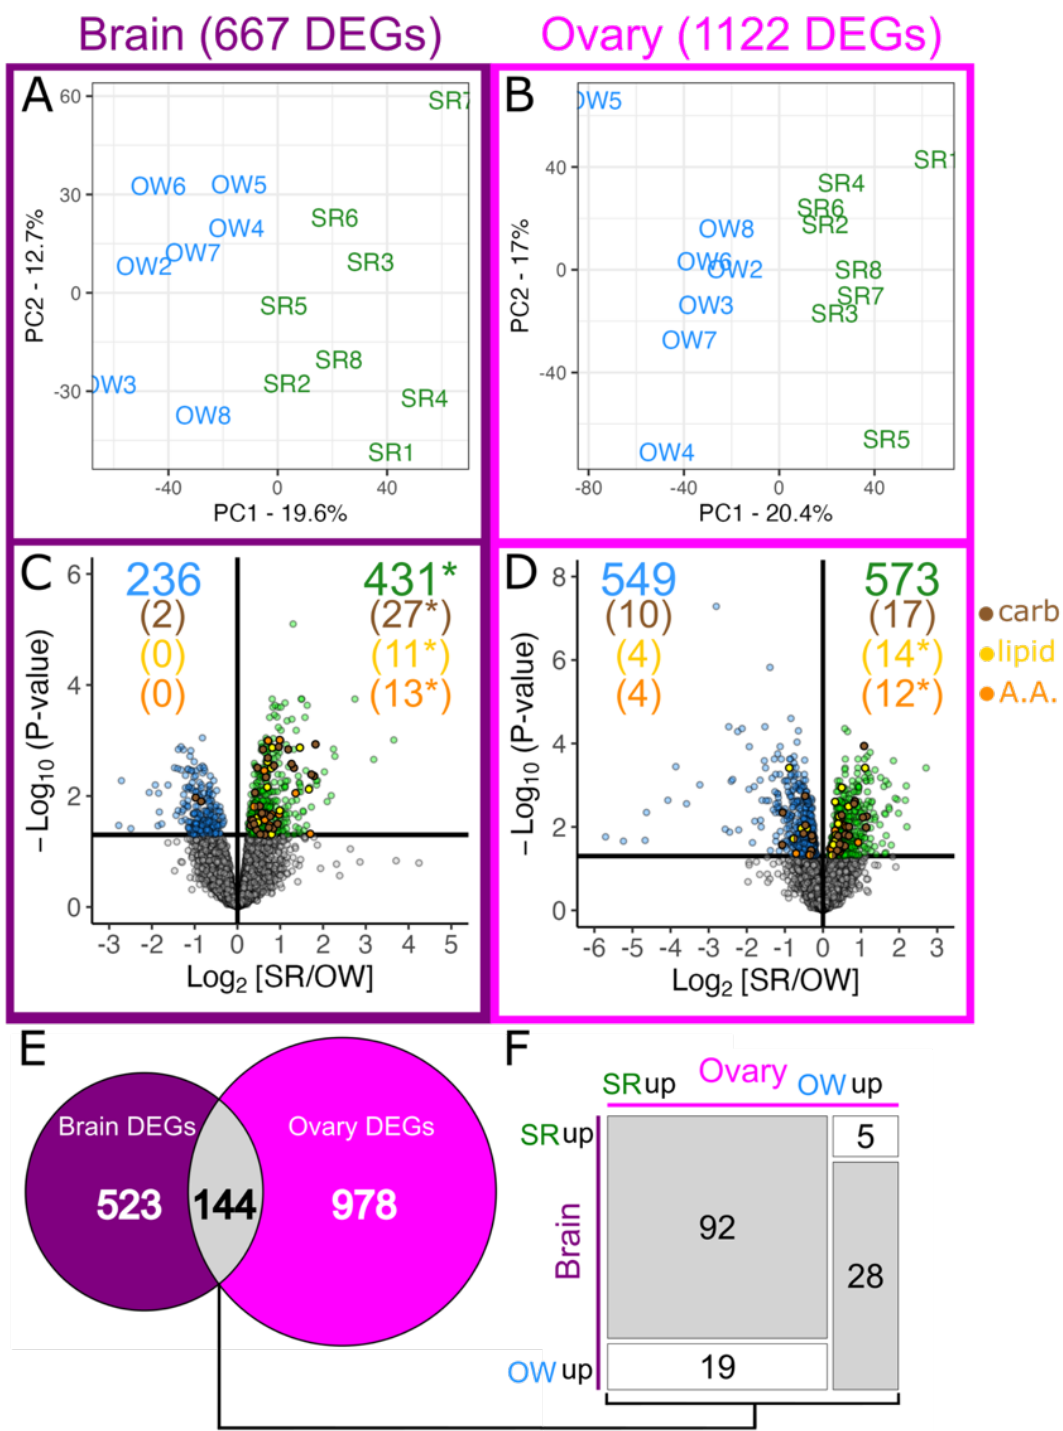 Brain (667 DEGs)
Ovary (1122 DEGs)
A
60
30
0
-30
PC2 - 12.7%
SR7
OW6
OW5
SR6
OW4
OW7
SR3
OW2
SR5
SR8
OW3
SR2
SR4
OW8
SR1
-40
0
40
PC1 - 19.6%
B
40
0
-40
PC2 - 17%
OW5
SR1
SR4
SR6
SR2
OW8
OW6
OW2
SR8
SR7
OW3
SR3
OW7
SR5
OW4
-80
-40
0
40
PC1 - 20.4%
C
236
431*
(2)
(27*)
(0)
(11*)
(0)
(13*)
6
4
2
0
−Log10 (P-value)
-3 -2 -1 0 1 2 3 4 5
Log2 [SR/OW]
D
549
573
(10)
(17)
(4)
(14*)
(4)
(12*)
8
6
4
2
0
−Log10 (P-value)
-6 -5 -4 -3 -2 -1 0 1 2 3
Log2 [SR/OW]
carb
lipid
A.A.
E
Brain DEGs
Ovary DEGs
523
144
978
F
Ovary
SR up
OW up
Brain
SR up
OW up
92
5
28
19